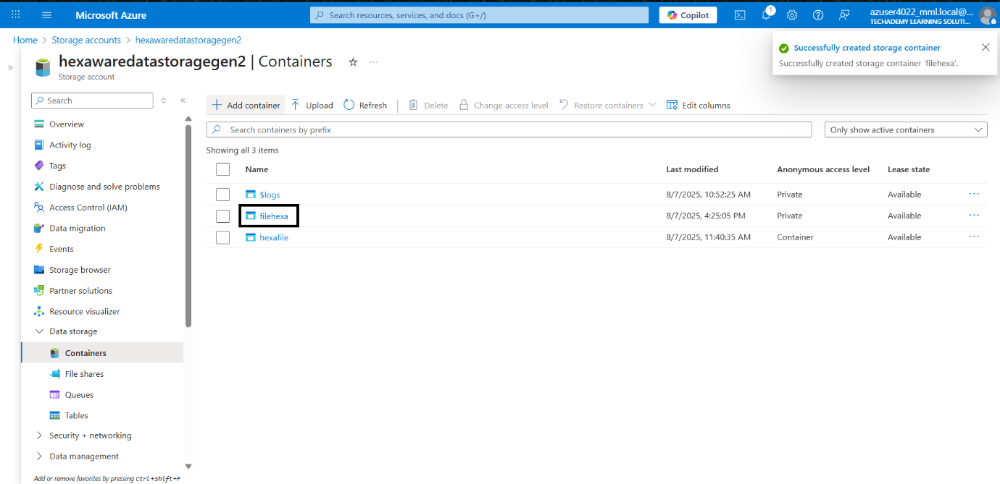 Microsoft Azure
Search resources, services, and docs (G+/)
Copilot
1
azuser4022_mml.local@...
TECHADEMY LEARNING SOLUTI...
Home > Storage accounts > hexawaredatastoragegen2
Successfully created storage container
Successfully created storage container 'filehexa'.
hexawaredatastoragegen2 | Containers
Storage account
Search
Add container
Upload
Refresh
Delete
Change access level
Restore containers
Edit columns
Search containers by prefix
Only show active containers
Showing all 3 items
Name Last modified Anonymous access level Lease state
$logs 8/7/2025, 10:52:25 AM Private Available
filehexa 8/7/2025, 4:25:05 PM Private Available
hexafile 8/7/2025, 11:40:35 AM Container Available
Overview
Activity log
Tags
Diagnose and solve problems
Access Control (IAM)
Data migration
Events
Storage browser
Partner solutions
Resource visualizer
Data storage
Containers
File shares
Queues
Tables
Security + networking
Data management
Add or remove favorites by pressing Ctrl+Shift+F